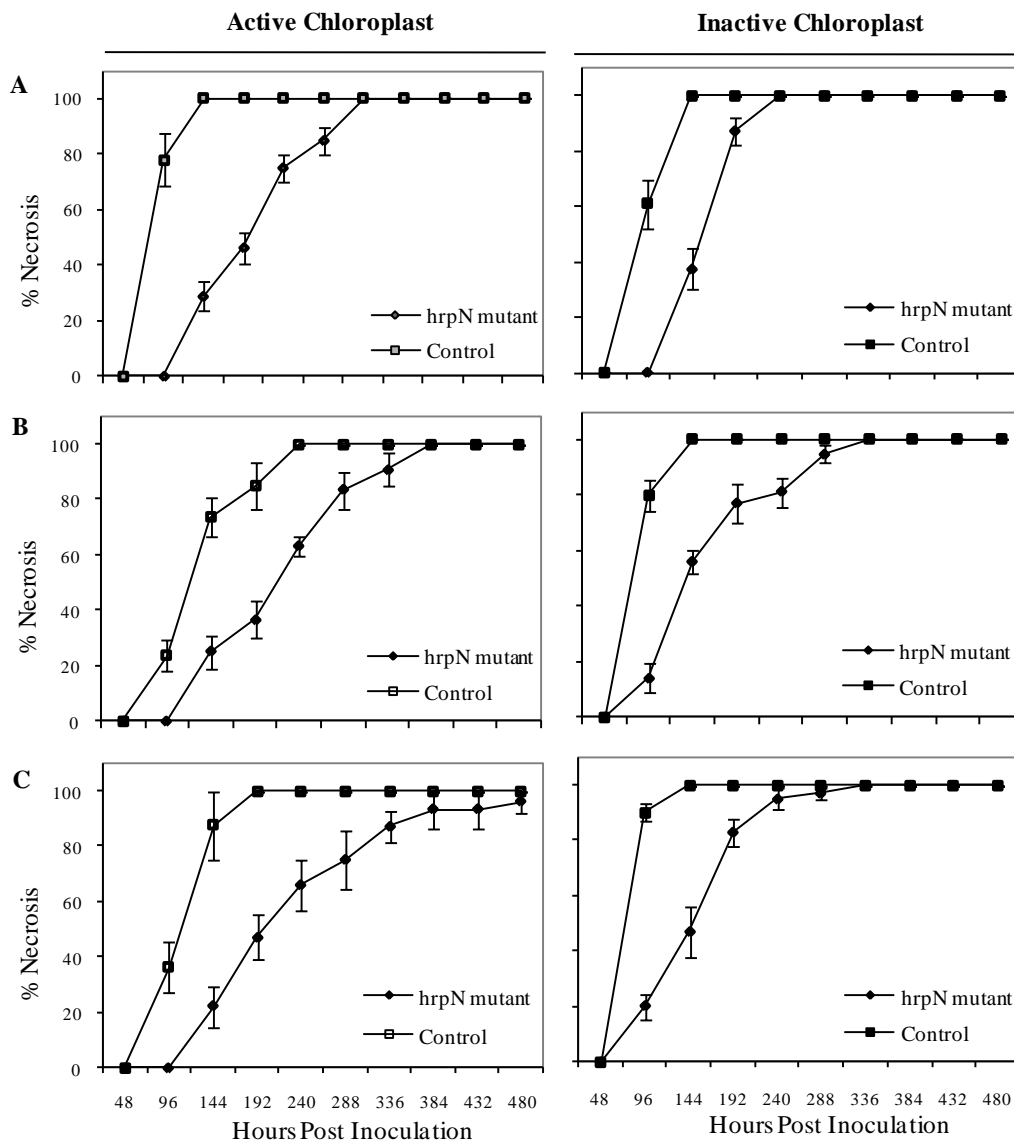 Active Chloroplast
Inactive Chloroplast
A
100
80
60
40
20
0
% Necrosis
hrpN mutant
Control
hrpN mutant
Control
B
100
80
60
40
20
0
% Necrosis
hrpN mutant
Control
hrpN mutant
Control
C
100
80
60
40
20
0
% Necrosis
hrpN mutant
Control
hrpN mutant
Control
48 96 144 192 240 288 336 384 432 480
48 96 144 192 240 288 336 384 432 480
Hours Post Inoculation
Hours Post Inoculation